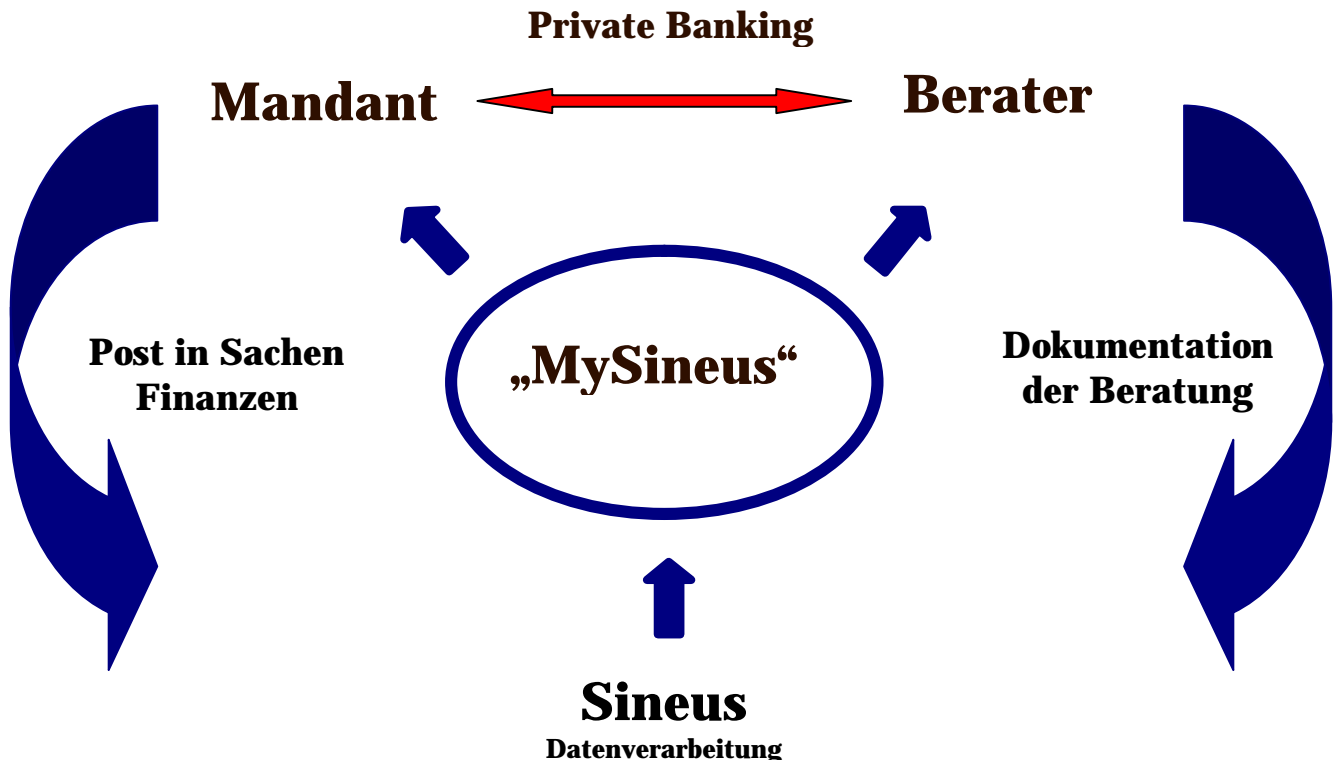 Private Banking
Mandant
Berater
Post in Sachen
Finanzen
„MySineus“
Dokumentation
der Beratung
Sineus
Datenverarbeitung